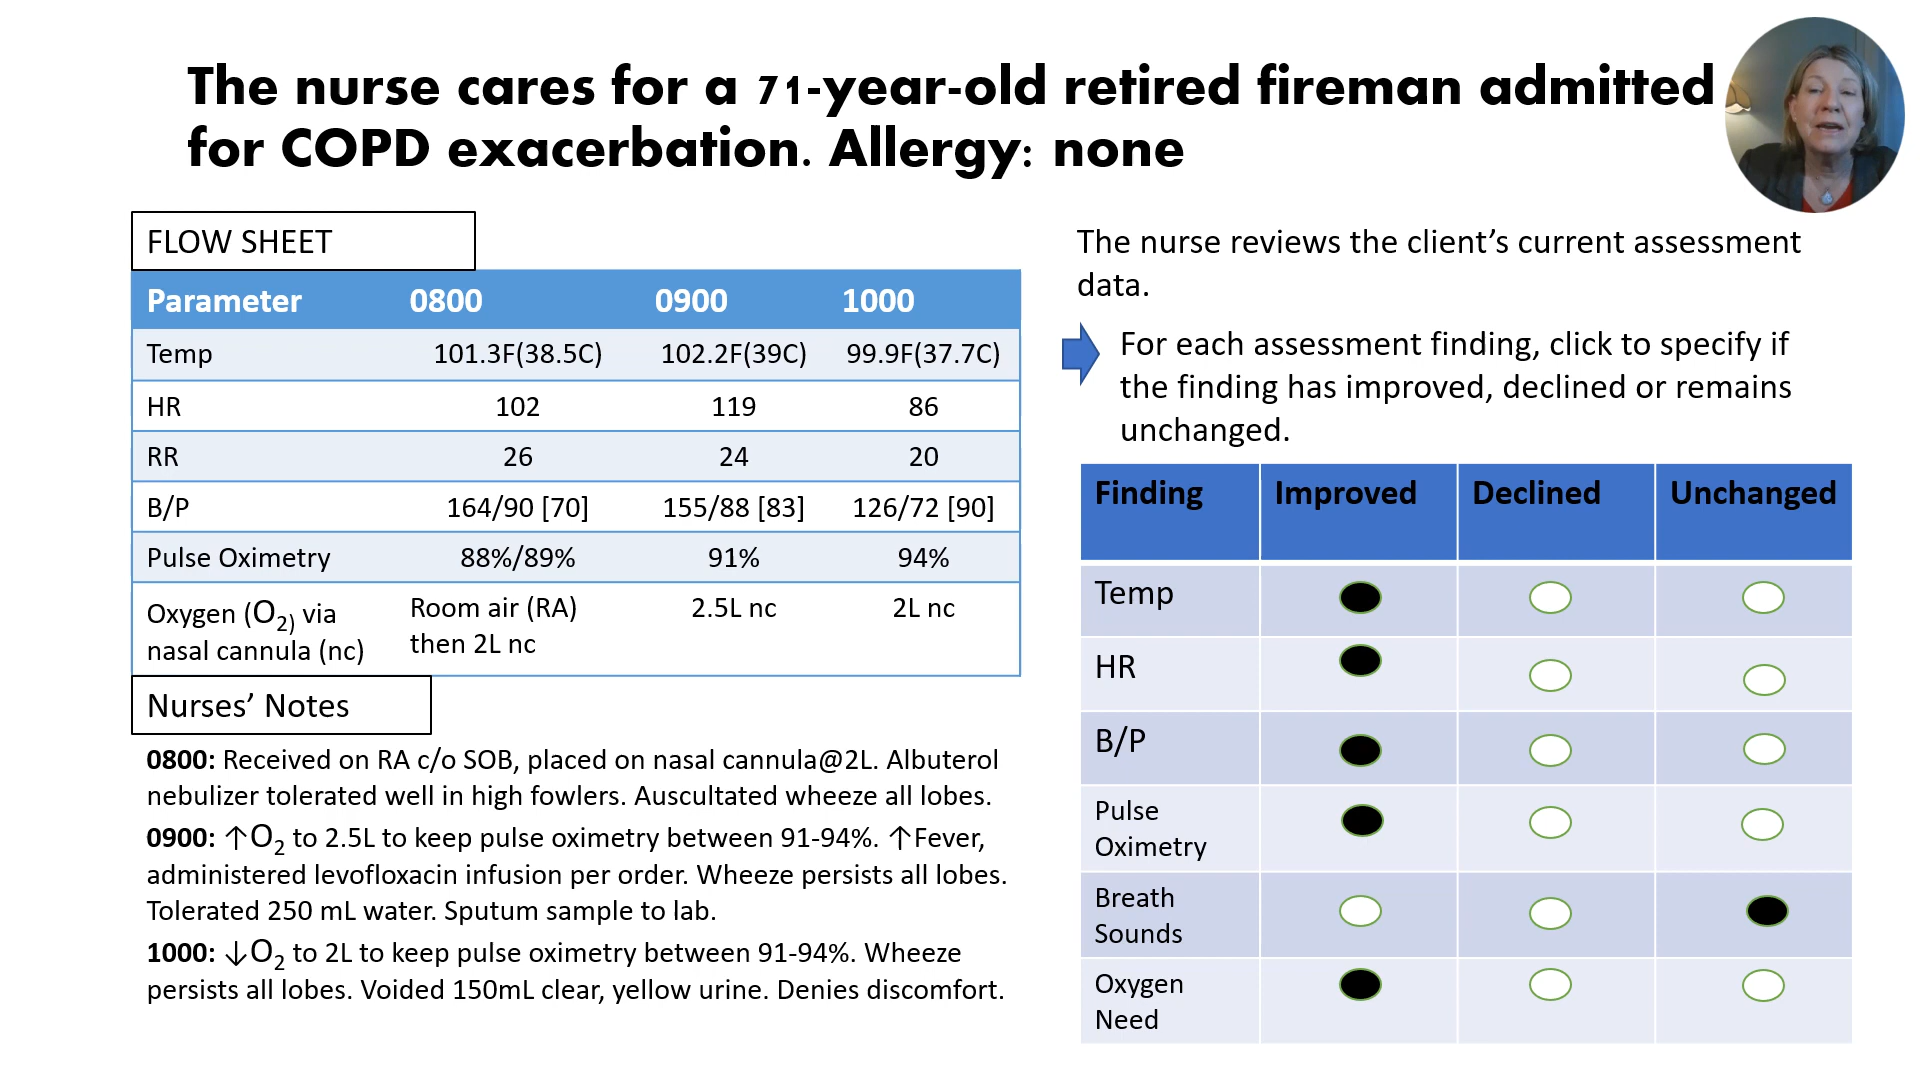 The nurse cares for a 71-year-old retired fireman admitted
for COPD exacerbation. Allergy: none
FLOW SHEET
Parameter 0800 0900 1000
Temp 101.3F(38.5C) 102.2F(39C) 99.9F(37.7C)
HR 102 119 86
RR 26 24 20
B/P 164/90 [70] 155/88 [83] 126/72 [90]
Pulse Oximetry 88%/89% 91% 94%
Oxygen (O2) via Room air (RA) 2.5L nc 2L nc
nasal cannula (nc) then 2L nc
Nurses’ Notes
0800: Received on RA c/o SOB, placed on nasal cannula@2L. Albuterol
nebulizer tolerated well in high fowlers. Auscultated wheeze all lobes.
0900: ↑O2 to 2.5L to keep pulse oximetry between 91-94%. ↑Fever,
administered levofloxacin infusion per order. Wheeze persists all lobes.
Tolerated 250 mL water. Sputum sample to lab.
1000: ↓O2 to 2L to keep pulse oximetry between 91-94%. Wheeze
persists all lobes. Voided 150mL clear, yellow urine. Denies discomfort.
The nurse reviews the client’s current assessment
data.
For each assessment finding, click to specify if
the finding has improved, declined or remains
unchanged.
Finding Improved Declined Unchanged
Temp
HR
B/P
Pulse
Oximetry
Breath
Sounds
Oxygen
Need